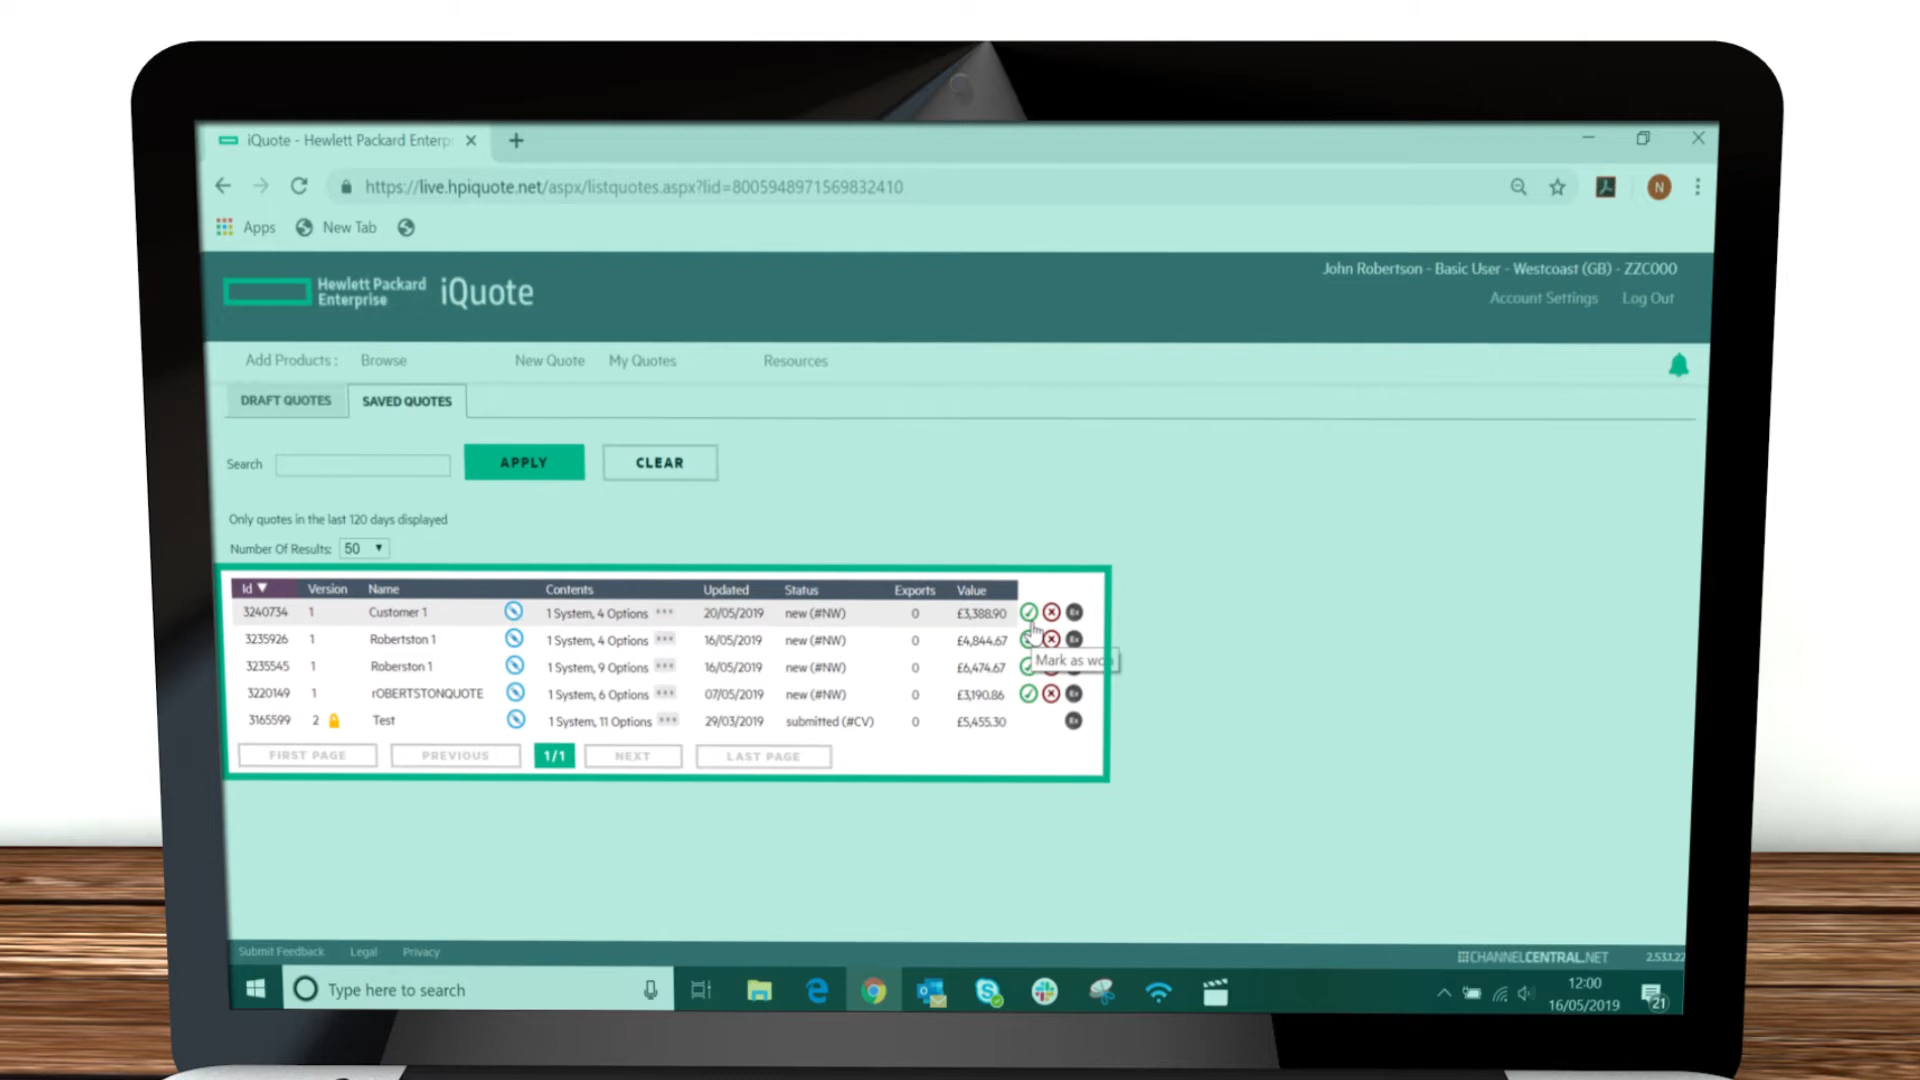 iQuote - Hewlett Packard Enterp
https://live.hpiquote.net/aspx/listquotes.aspx?lid=8005948971569832410
N
Apps New Tab
Hewlett Packard Enterprise iQuote
John Robertson - Basic User - Westcoast (GB) - ZZC000
Account Settings Log Out
Add Products : Browse New Quote My Quotes Resources
DRAFT QUOTES SAVED QUOTES
Search APPLY CLEAR
Only quotes in the last 120 days displayed
Number Of Results: 50
Id Version Name Contents Updated Status Exports Value
3240734 1 Customer 1 1 System, 4 Options 20/05/2019 new (#NW) 0 £3,388.90 Ex
3235926 1 Robertston 1 1 System, 4 Options 16/05/2019 new (#NW) 0 £4,844.67 Ex
3235545 1 Roberston 1 1 System, 9 Options 16/05/2019 new (#NW) 0 £6,474.67
Mark as won
3220149 1 rOBERTSTONQUOTE 1 System, 6 Options 07/05/2019 new (#NW) 0 £3,190.86 Ex
3165599 2 Test 1 System, 11 Options 29/03/2019 submitted (#CV) 0 £5,455.30 Ex
FIRST PAGE PREVIOUS 1/1 NEXT LAST PAGE
Submit Feedback Legal Privacy
CHANNELCENTRAL.NET
Type here to search
12:00
16/05/2019
21